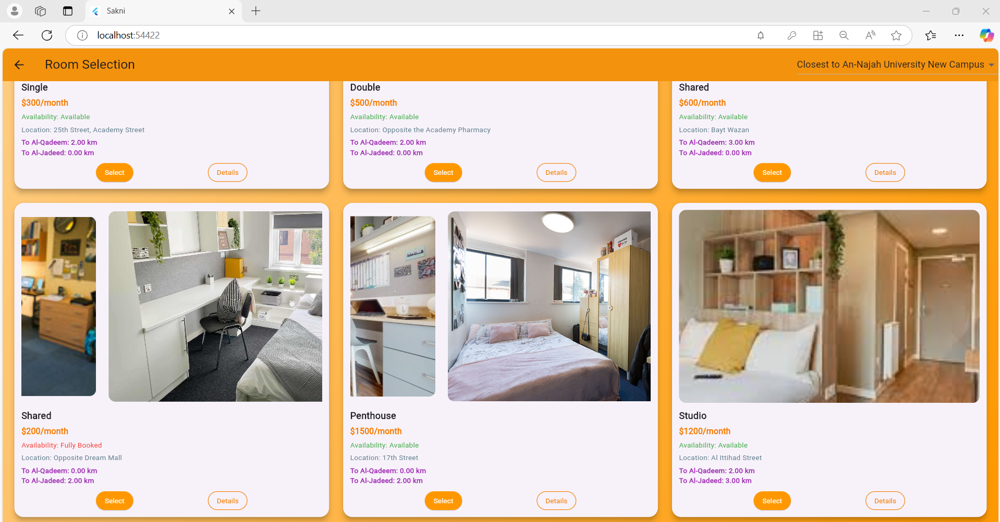 Sakni
localhost:54422
Room Selection
Closest to An-Najah University New Campus
Single
$300/month
Availability: Available
Location: 25th Street, Academy Street
To Al-Qadeem: 2.00 km
To Al-Jadeed: 0.00 km
Select
Details
Double
$500/month
Availability: Available
Location: Opposite the Academy Pharmacy
To Al-Qadeem: 2.00 km
To Al-Jadeed: 0.00 km
Select
Details
Shared
$600/month
Availability: Available
Location: Bayt Wazan
To Al-Qadeem: 3.00 km
To Al-Jadeed: 0.00 km
Select
Details
Shared
$200/month
Availability: Fully Booked
Location: Opposite Dream Mall
To Al-Qadeem: 0.00 km
To Al-Jadeed: 2.00 km
Select
Details
Penthouse
$1500/month
Availability: Available
Location: 17th Street
To Al-Qadeem: 0.00 km
To Al-Jadeed: 2.00 km
Select
Details
Studio
$1200/month
Availability: Available
Location: Al Ittihad Street
To Al-Qadeem: 2.00 km
To Al-Jadeed: 3.00 km
Select
Details